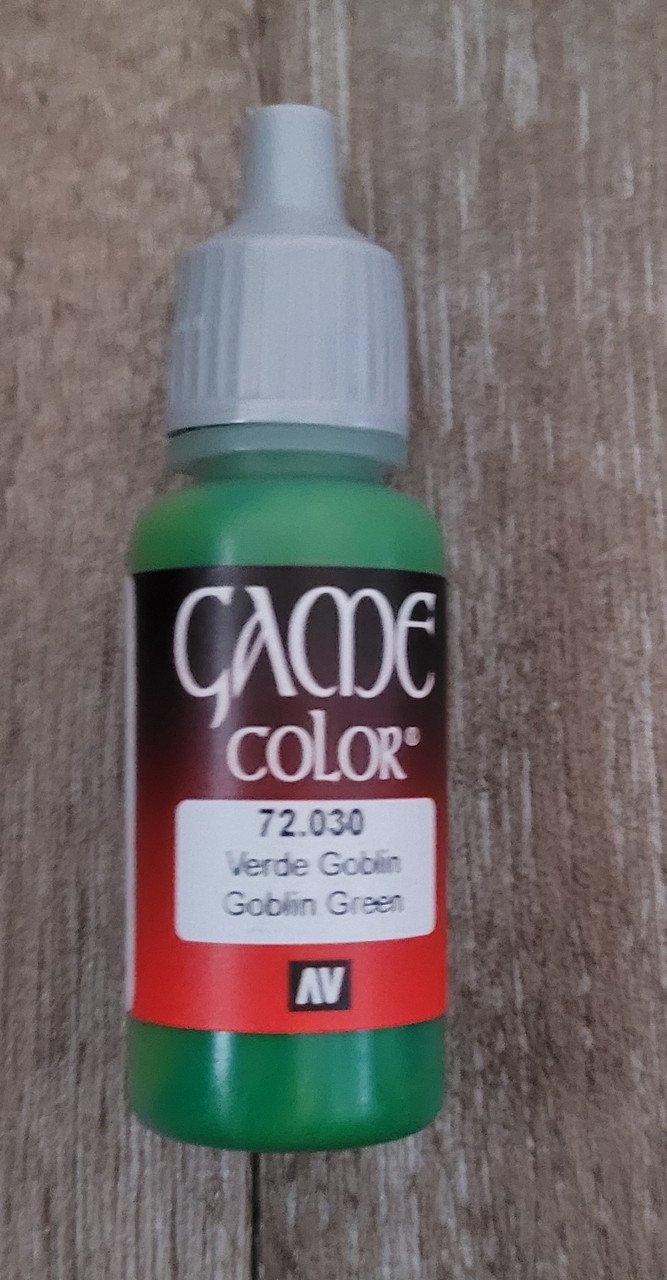 GAME
COLOR®
72.030
Verde Goblin
Goblin Green
AV